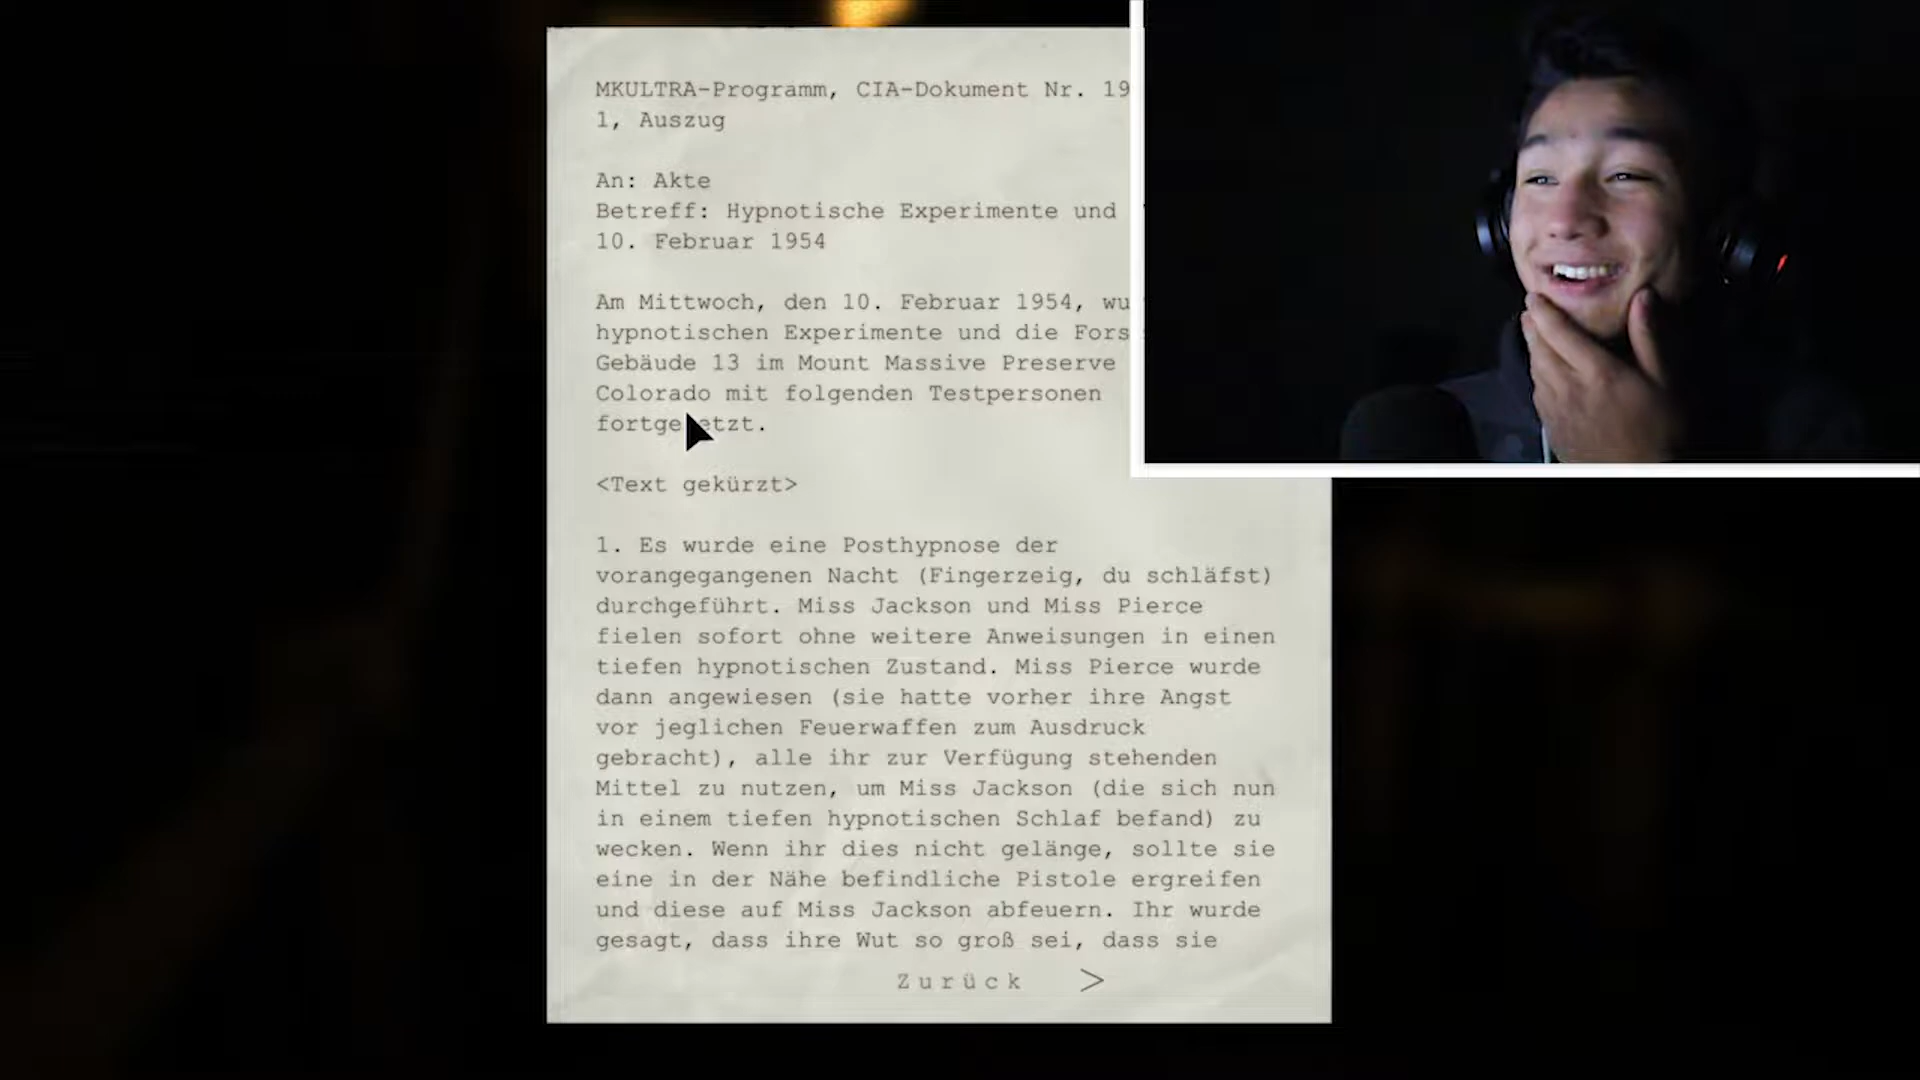 MKULTRA-Programm, CIA-Dokument Nr. 19
1, Auszug
An: Akte
Betreff: Hypnotische Experimente und
10. Februar 1954
Am Mittwoch, den 10. Februar 1954,
hypnotischen Experimente und die
Gebäude 13 im Mount Massive Preserve
Colorado mit folgenden Testpersonen
fortgesetzt.
<Text gekürzt>
1. Es wurde eine Posthypnose der
vorangegangenen Nacht (Fingerzeig, du schläfst)
durchgeführt. Miss Jackson und Miss Pierce
fielen sofort ohne weitere Anweisungen in einen
tiefen hypnotischen Zustand. Miss Pierce wurde
dann angewiesen (sie hatte vorher ihre Angst
vor jeglichen Feuerwaffen zum Ausdruck
gebracht), alle ihr zur Verfügung stehenden
Mittel zu nutzen, um Miss Jackson (die sich nun
in einem tiefen hypnotischen Schlaf befand) zu
wecken. Wenn ihr dies nicht gelänge, sollte sie
eine in der Nähe befindliche Pistole ergreifen
und diese auf Miss Jackson abfeuern. Ihr wurde
gesagt, dass ihre Wut so groß sei, dass sie
Zurück >